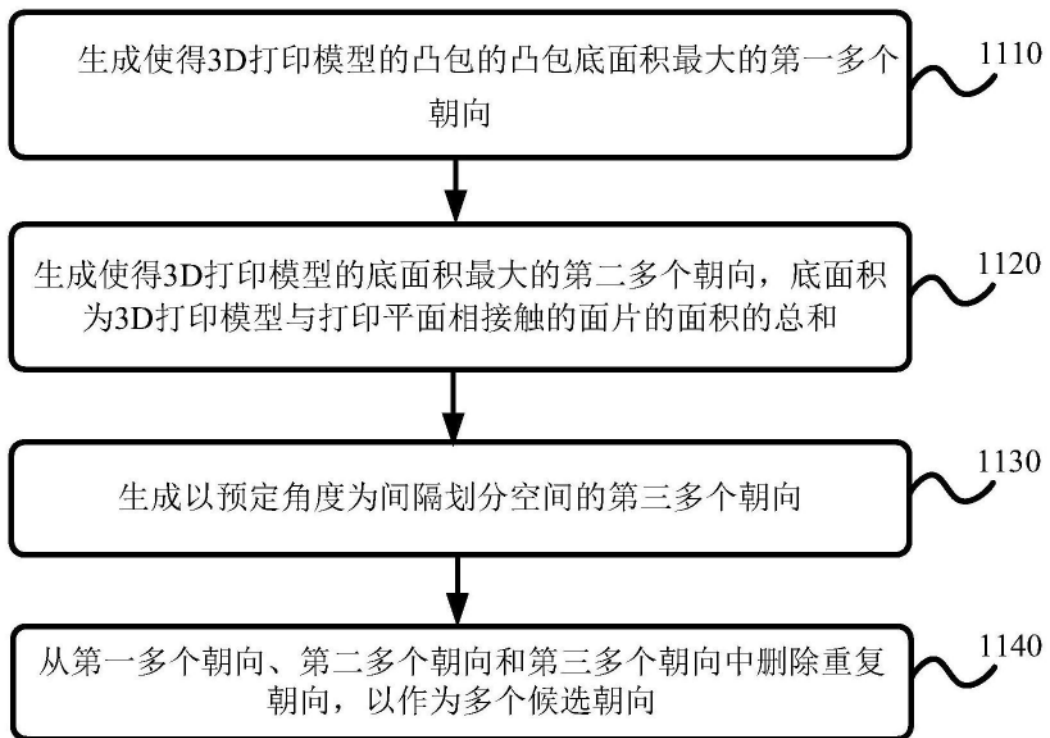 生成使得3D打印模型的凸包的凸包底面积最大的第一多个
朝向
1110
生成使得3D打印模型的底面积最大的第二多个朝向，底面积
为3D打印模型与打印平面相接触的面片的面积的总和
1120
生成以预定角度为间隔划分空间的第三多个朝向
1130
从第一多个朝向、第二多个朝向和第三多个朝向中删除重复
朝向，以作为多个候选朝向
1140